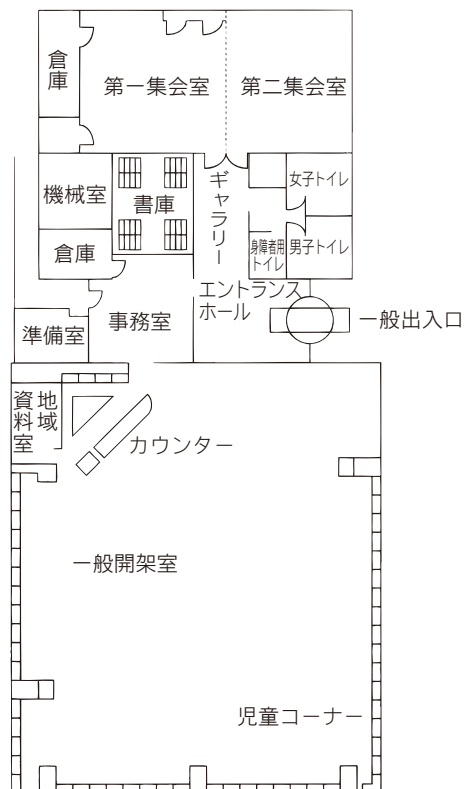 倉庫
第一集会室
第二集会室
機械室
書庫
ギャラリー
女子トイレ
倉庫
身障者用
トイレ
男子トイレ
エントランス
ホール
一般出入口
準備室
事務室
地域
資料室
カウンター
一般開架室
児童コーナー